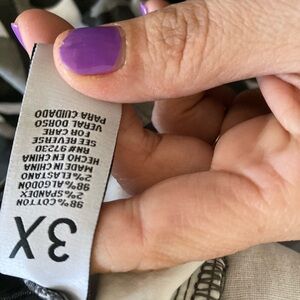 3X
98% COTTON
2% SPANDEX
98% ALGODON
2% ELASTANO
MADE IN CHINA
HECHO EN CHINA
RN# 97230
SEE REVERSE
FOR CARE
VERAL DORSO
PARA CUIDADO